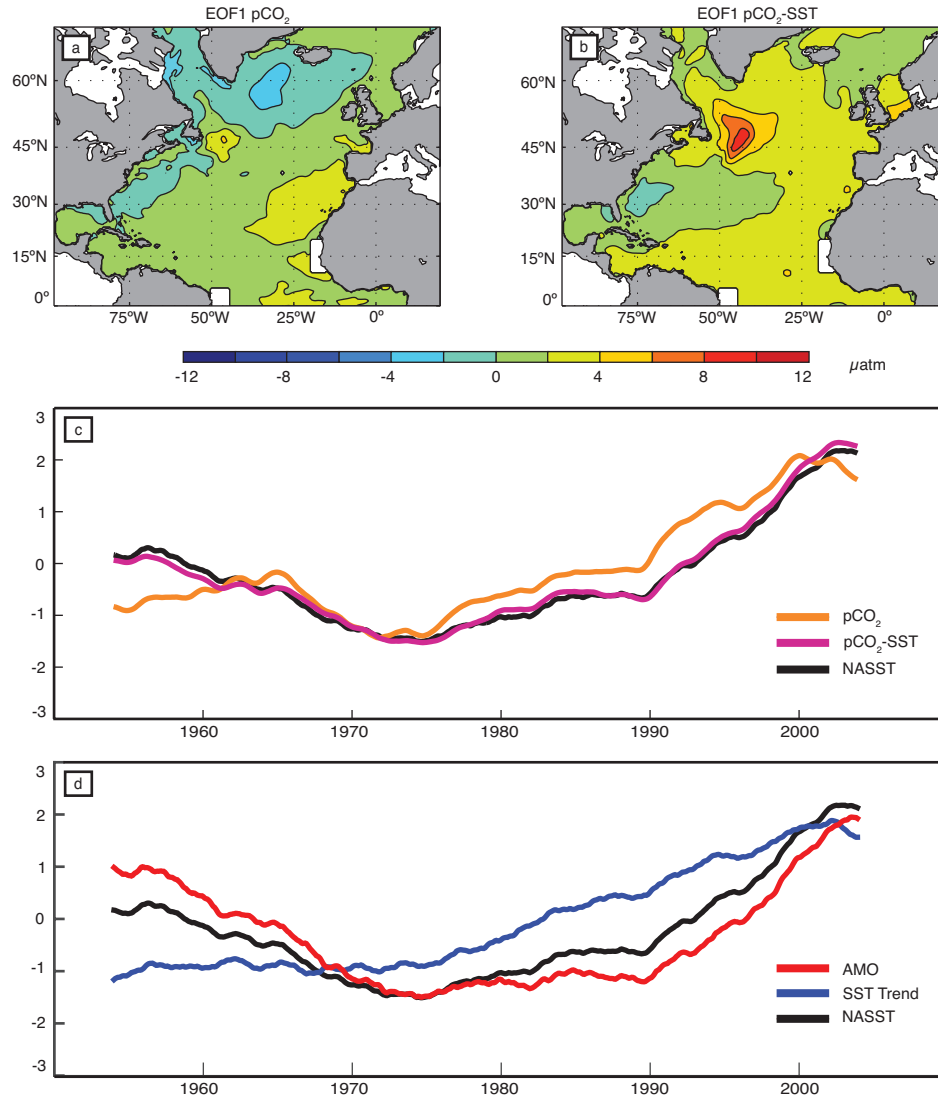 EOF1 pCO₂
EOF1 pCO₂-SST
a
b
60°N
45°N
30°N
15°N
0°
75°W 50°W 25°W 0°
60°N
45°N
30°N
15°N
0°
75°W 50°W 25°W 0°
-12 -8 -4 0 4 8 12 µatm
c
3
2
1
0
-1
-2
-3
pCO₂
pCO₂-SST
NASST
1960 1970 1980 1990 2000
d
3
2
1
0
-1
-2
-3
AMO
SST Trend
NASST
1960 1970 1980 1990 2000